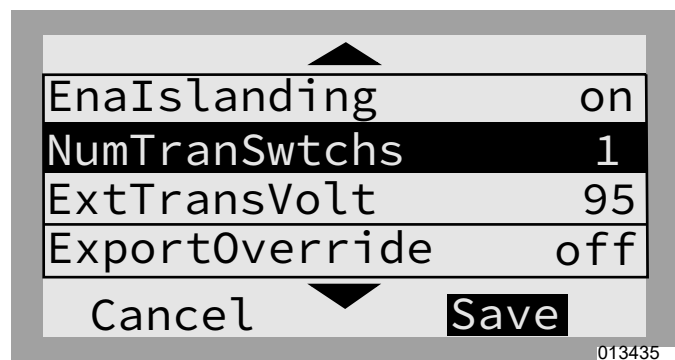 EnaIslanding on
NumTranSwtchs 1
ExtTransVolt 95
ExportOverride off
Cancel Save
013435